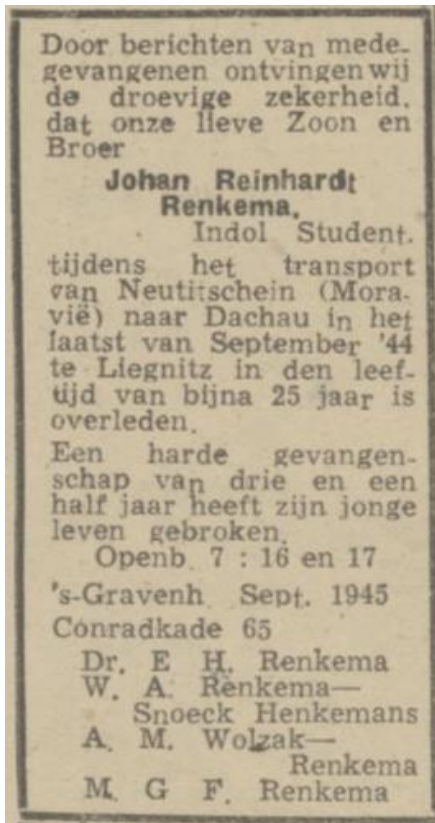 Door berichten van mede-
gevangenen ontvingen wij
de droevige zekerheid,
dat onze lieve Zoon en
Broer
Johan Reinhardt
Renkema,
Indol Student.
tijdens het transport
van Neutitschein (Mora-
vië) naar Dachau in het
laatst van September '44
te Liegnitz in den leef-
tijd van bijna 25 jaar is
overleden.
Een harde gevangen-
schap van drie en een
half jaar heeft zijn jonge
leven gebroken.
Openb. 7 : 16 en 17
's-Gravenh. Sept. 1945
Conradkade 65
Dr. E H. Renkema
W. A. Renkema—
Snoeck Henkemans
A. M. Wolzak—
Renkema
M. G F. Renkema